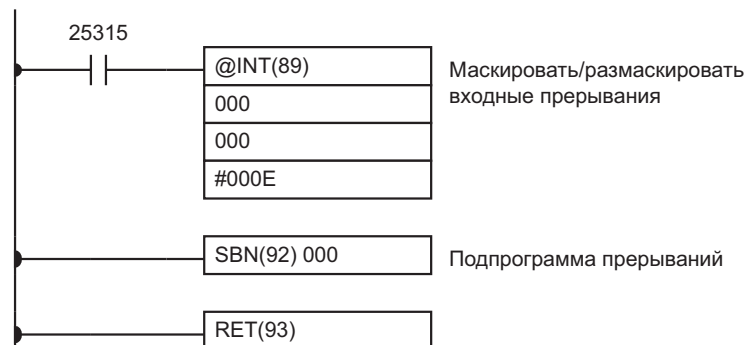 25315
@INT(89)
000
000
#000E
Маскировать/размаскировать
входные прерывания
SBN(92) 000
Подпрограмма прерываний
RET(93)